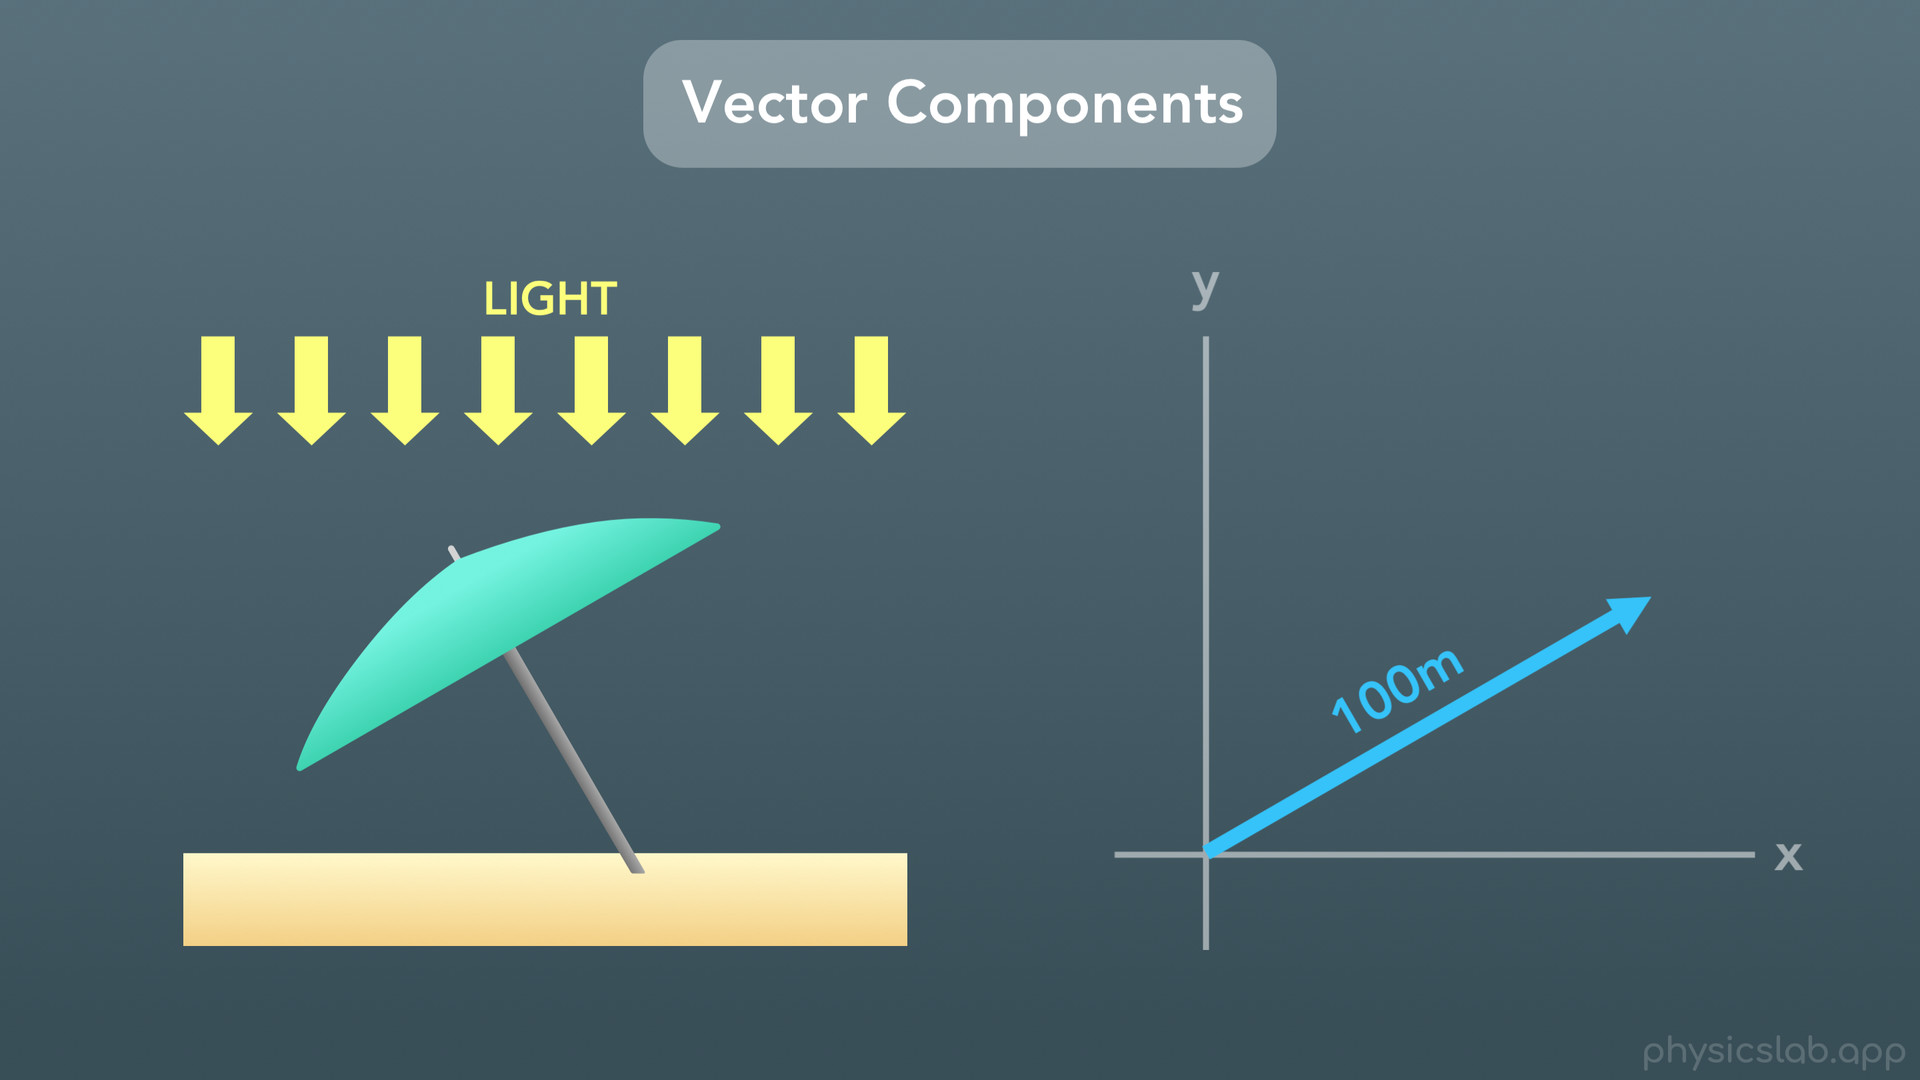 Vector Components
LIGHT
y
100m
x
physicslab.app